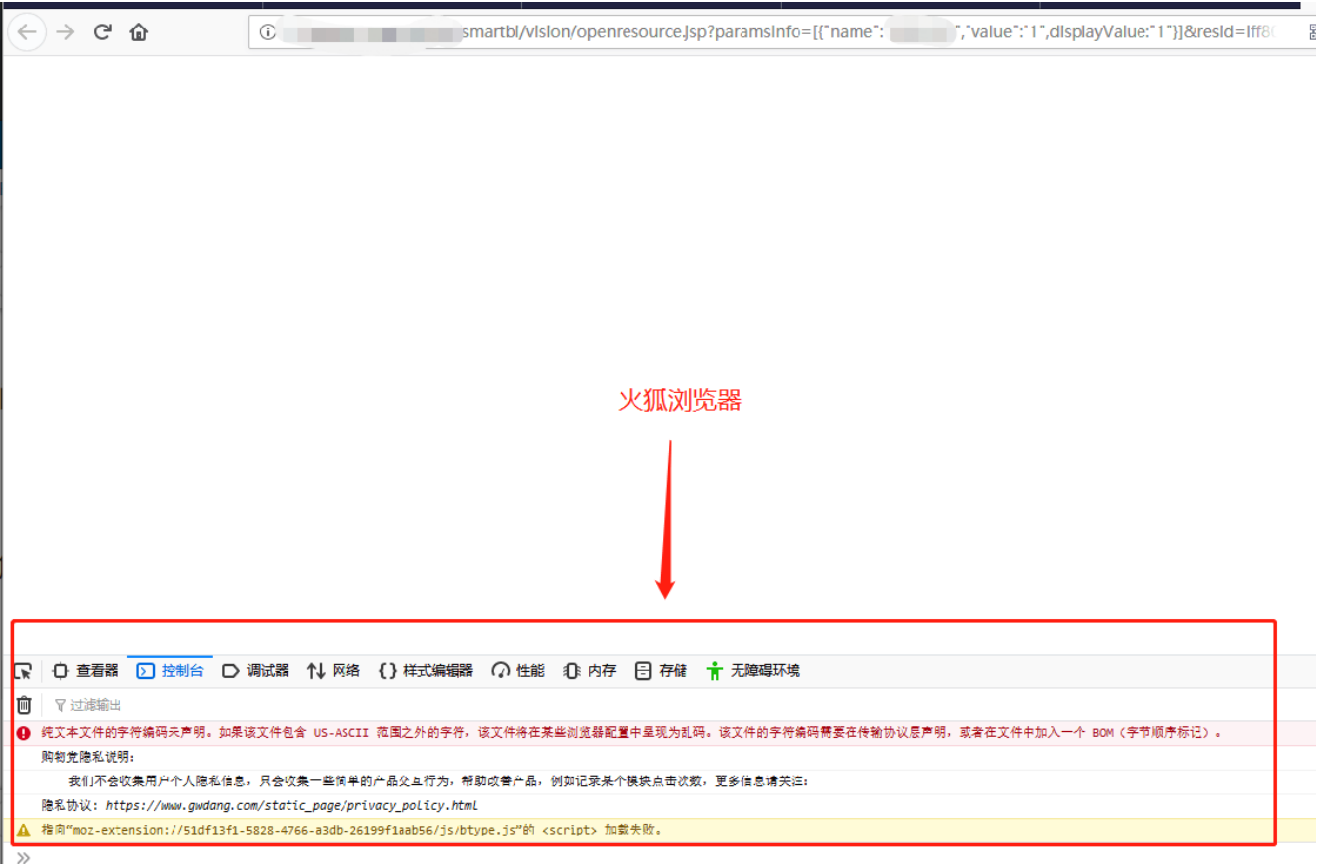 smartbi/vision/openresource.jsp?paramsInfo=[{"name":
","value":"1",displayValue:"1"}]&resid=Iff8
火狐浏览器
查看器 控制台 调试器 网络 {} 样式编辑器 性能 内存 存储 无障碍环境
过滤输出
纯文本文件的字符编码未声明。如果该文件包含 US-ASCII 范围之外的字符，该文件将在某些浏览器配置中呈现为乱码。该文件的字符编码需要在传输协议层声明，或者在文件中加入一个 BOM（字节顺序标记）。
购物党隐私说明：
我们不会收集用户个人隐私信息，只会收集一些简单的产品交互行为，帮助改善产品，例如记录某个模块点击次数，更多信息请关注：
隐私协议: https://www.gwdang.com/static_page/privacy_policy.html
指向“moz-extension://51df13f1-5828-4766-a3db-26199f1aab56/js/btype.js”的 <script> 加载失败。